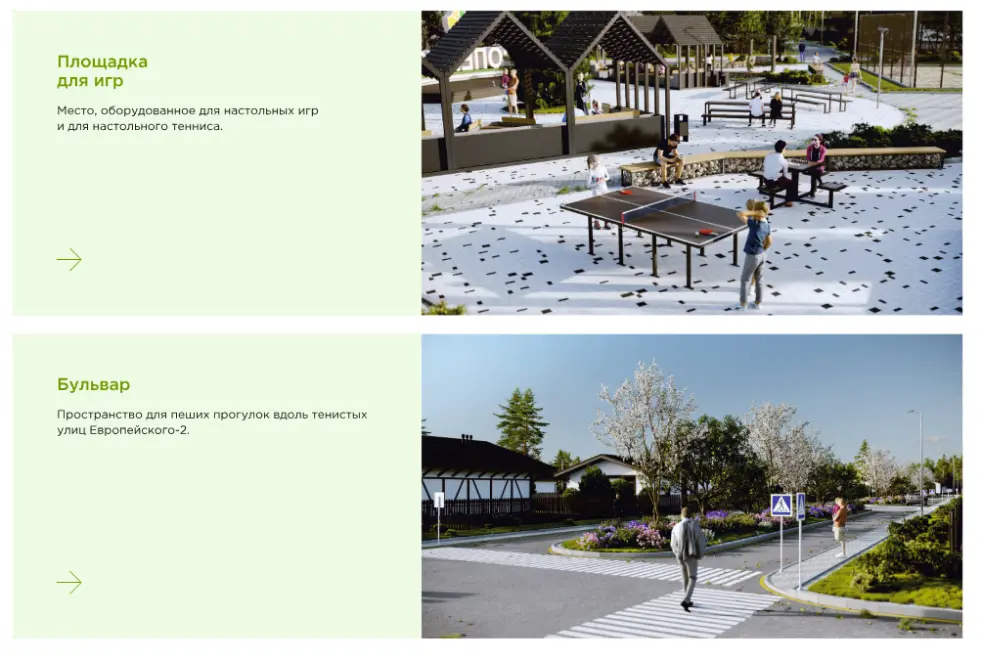 Площадка
для игр
Место, оборудованное для настольных игр
и для настольного тенниса.
Бульвар
Пространство для пеших прогулок вдоль тенистых
улиц Европейского-2.